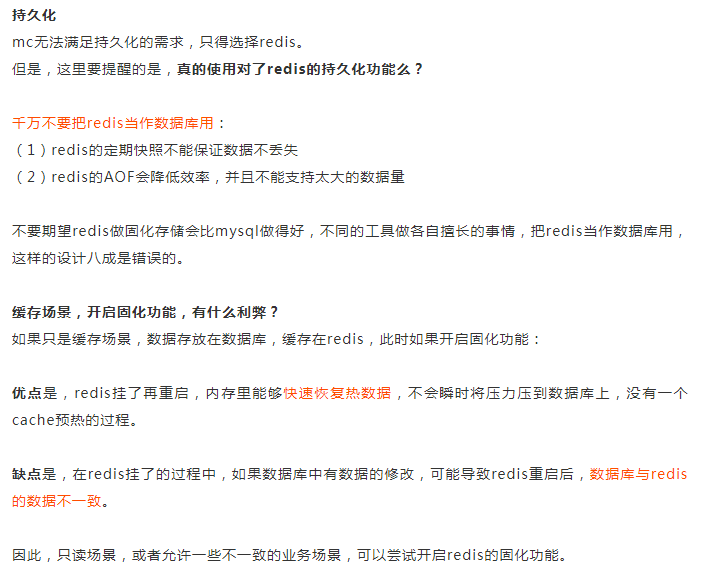 持久化
mc无法满足持久化的需求，只得选择redis。
但是，这里要提醒的是，真的使用对了redis的持久化功能么？
千万不要把redis当作数据库用：
（1）redis的定期快照不能保证数据不丢失
（2）redis的AOF会降低效率，并且不能支持太大的数据量
不要期望redis做固化存储会比mysql做得好，不同的工具做各自擅长的事情，把redis当作数据库用，
这样的设计八成是错误的。
缓存场景，开启固化功能，有什么利弊？
如果只是缓存场景，数据存放在数据库，缓存在redis，此时如果开启固化功能：
优点是，redis挂了再重启，内存里能够快速恢复热数据，不会瞬时将压力压到数据库上，没有一个
cache预热的过程。
缺点是，在redis挂了的过程中，如果数据库中有数据的修改，可能导致redis重启后，数据库与redis
的数据不一致。
因此，只读场景，或者允许一些不一致的业务场景，可以尝试开启redis的固化功能。